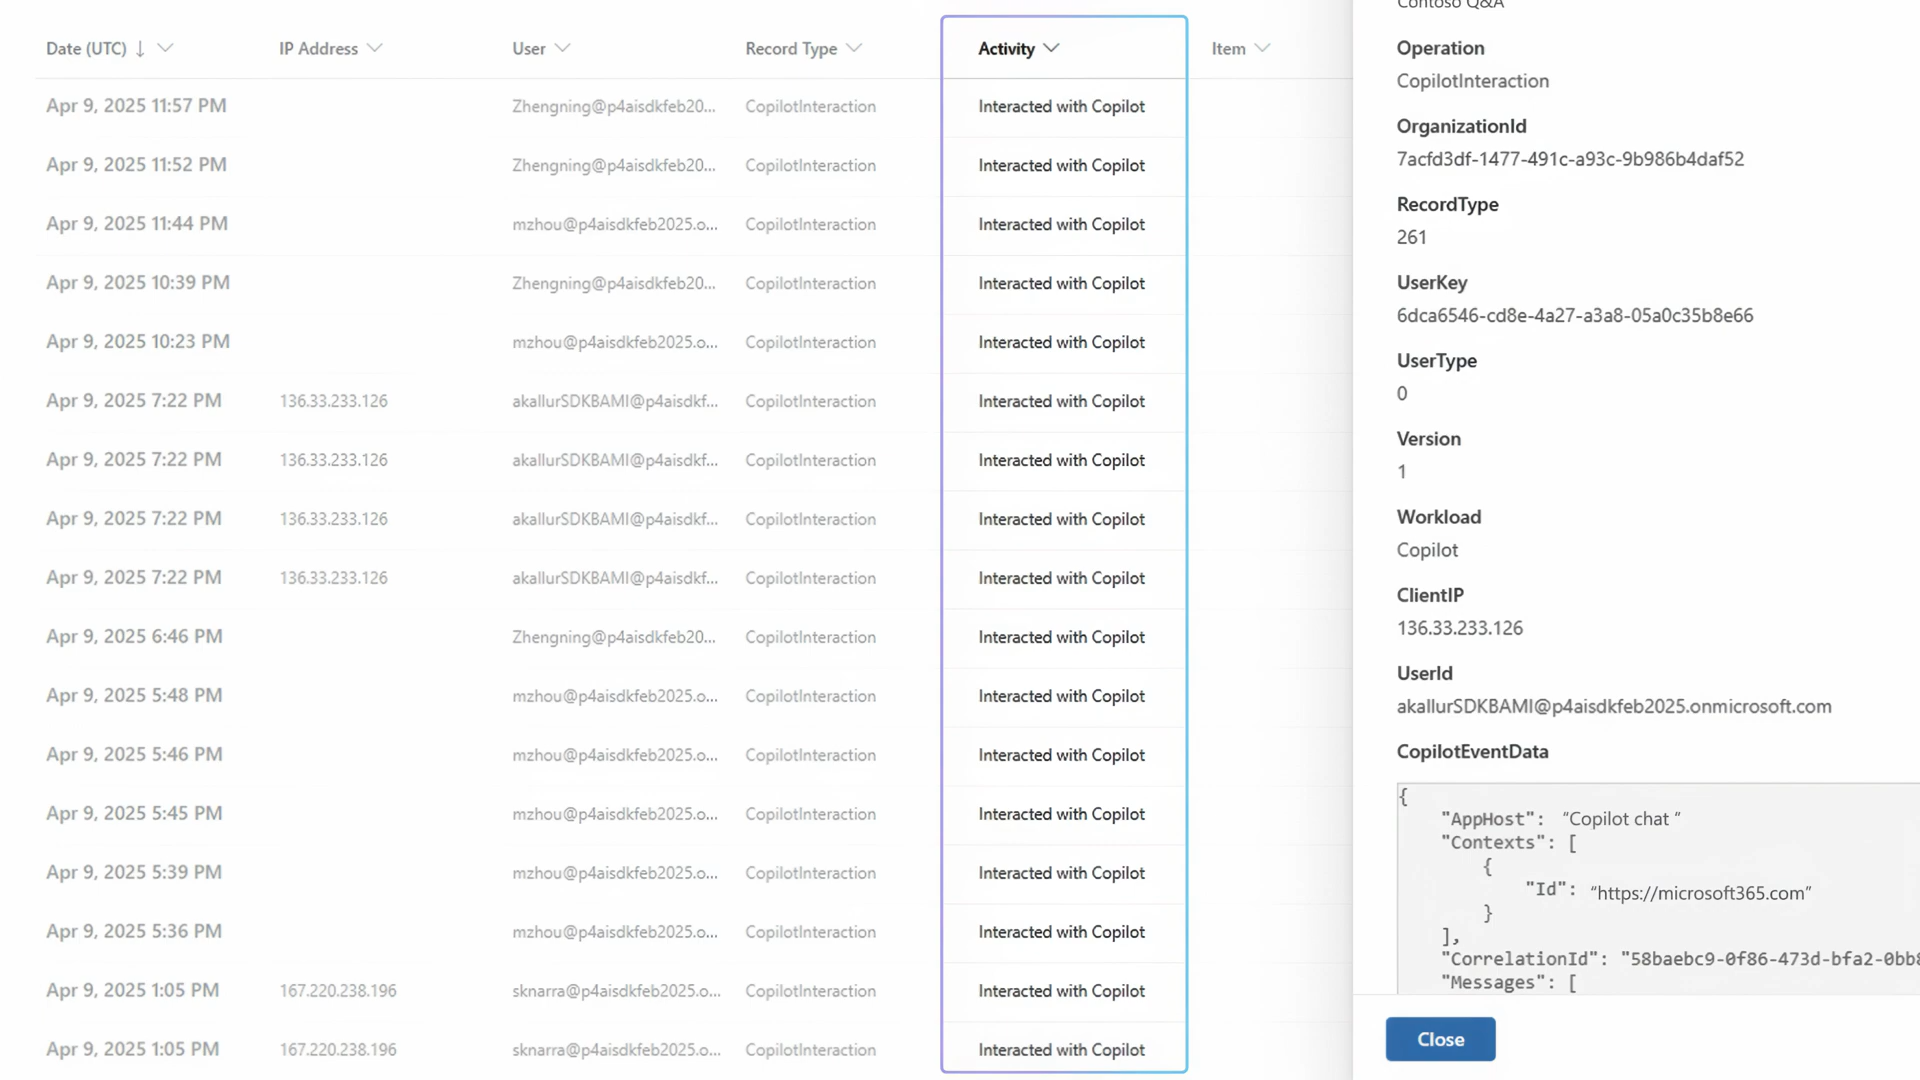 Date (UTC) ↓ IP Address User Record Type Activity Item
Apr 9, 2025 11:57 PM Zhengning@p4aisdkfeb20... CopilotInteraction Interacted with Copilot
Apr 9, 2025 11:52 PM Zhengning@p4aisdkfeb20... CopilotInteraction Interacted with Copilot
Apr 9, 2025 11:44 PM mzhou@p4aisdkfeb2025.o... CopilotInteraction Interacted with Copilot
Apr 9, 2025 10:39 PM Zhengning@p4aisdkfeb20... CopilotInteraction Interacted with Copilot
Apr 9, 2025 10:23 PM mzhou@p4aisdkfeb2025.o... CopilotInteraction Interacted with Copilot
Apr 9, 2025 7:22 PM 136.33.233.126 akallurSDKBAMI@p4aisdkf... CopilotInteraction Interacted with Copilot
Apr 9, 2025 7:22 PM 136.33.233.126 akallurSDKBAMI@p4aisdkf... CopilotInteraction Interacted with Copilot
Apr 9, 2025 7:22 PM 136.33.233.126 akallurSDKBAMI@p4aisdkf... CopilotInteraction Interacted with Copilot
Apr 9, 2025 7:22 PM 136.33.233.126 akallurSDKBAMI@p4aisdkf... CopilotInteraction Interacted with Copilot
Apr 9, 2025 6:46 PM Zhengning@p4aisdkfeb20... CopilotInteraction Interacted with Copilot
Apr 9, 2025 5:48 PM mzhou@p4aisdkfeb2025.o... CopilotInteraction Interacted with Copilot
Apr 9, 2025 5:46 PM mzhou@p4aisdkfeb2025.o... CopilotInteraction Interacted with Copilot
Apr 9, 2025 5:45 PM mzhou@p4aisdkfeb2025.o... CopilotInteraction Interacted with Copilot
Apr 9, 2025 5:39 PM mzhou@p4aisdkfeb2025.o... CopilotInteraction Interacted with Copilot
Apr 9, 2025 5:36 PM mzhou@p4aisdkfeb2025.o... CopilotInteraction Interacted with Copilot
Apr 9, 2025 1:05 PM 167.220.238.196 sknarra@p4aisdkfeb2025.o... CopilotInteraction Interacted with Copilot
Apr 9, 2025 1:05 PM 167.220.238.196 sknarra@p4aisdkfeb2025.o... CopilotInteraction Interacted with Copilot
Contoso Q&A
Operation
CopilotInteraction
OrganizationId
7acfd3df-1477-491c-a93c-9b986b4daf52
RecordType
261
UserKey
6dca6546-cd8e-4a27-a3a8-05a0c35b8e66
UserType
0
Version
1
Workload
Copilot
ClientIP
136.33.233.126
UserId
akallurSDKBAMI@p4aisdkfeb2025.onmicrosoft.com
CopilotEventData
{
"AppHost": “Copilot chat “
"Contexts": [
{
"Id": “https://microsoft365.com”
}
],
"CorrelationId": "58baebc9-0f86-473d-bfa2-0bb8
"Messages": [
Close